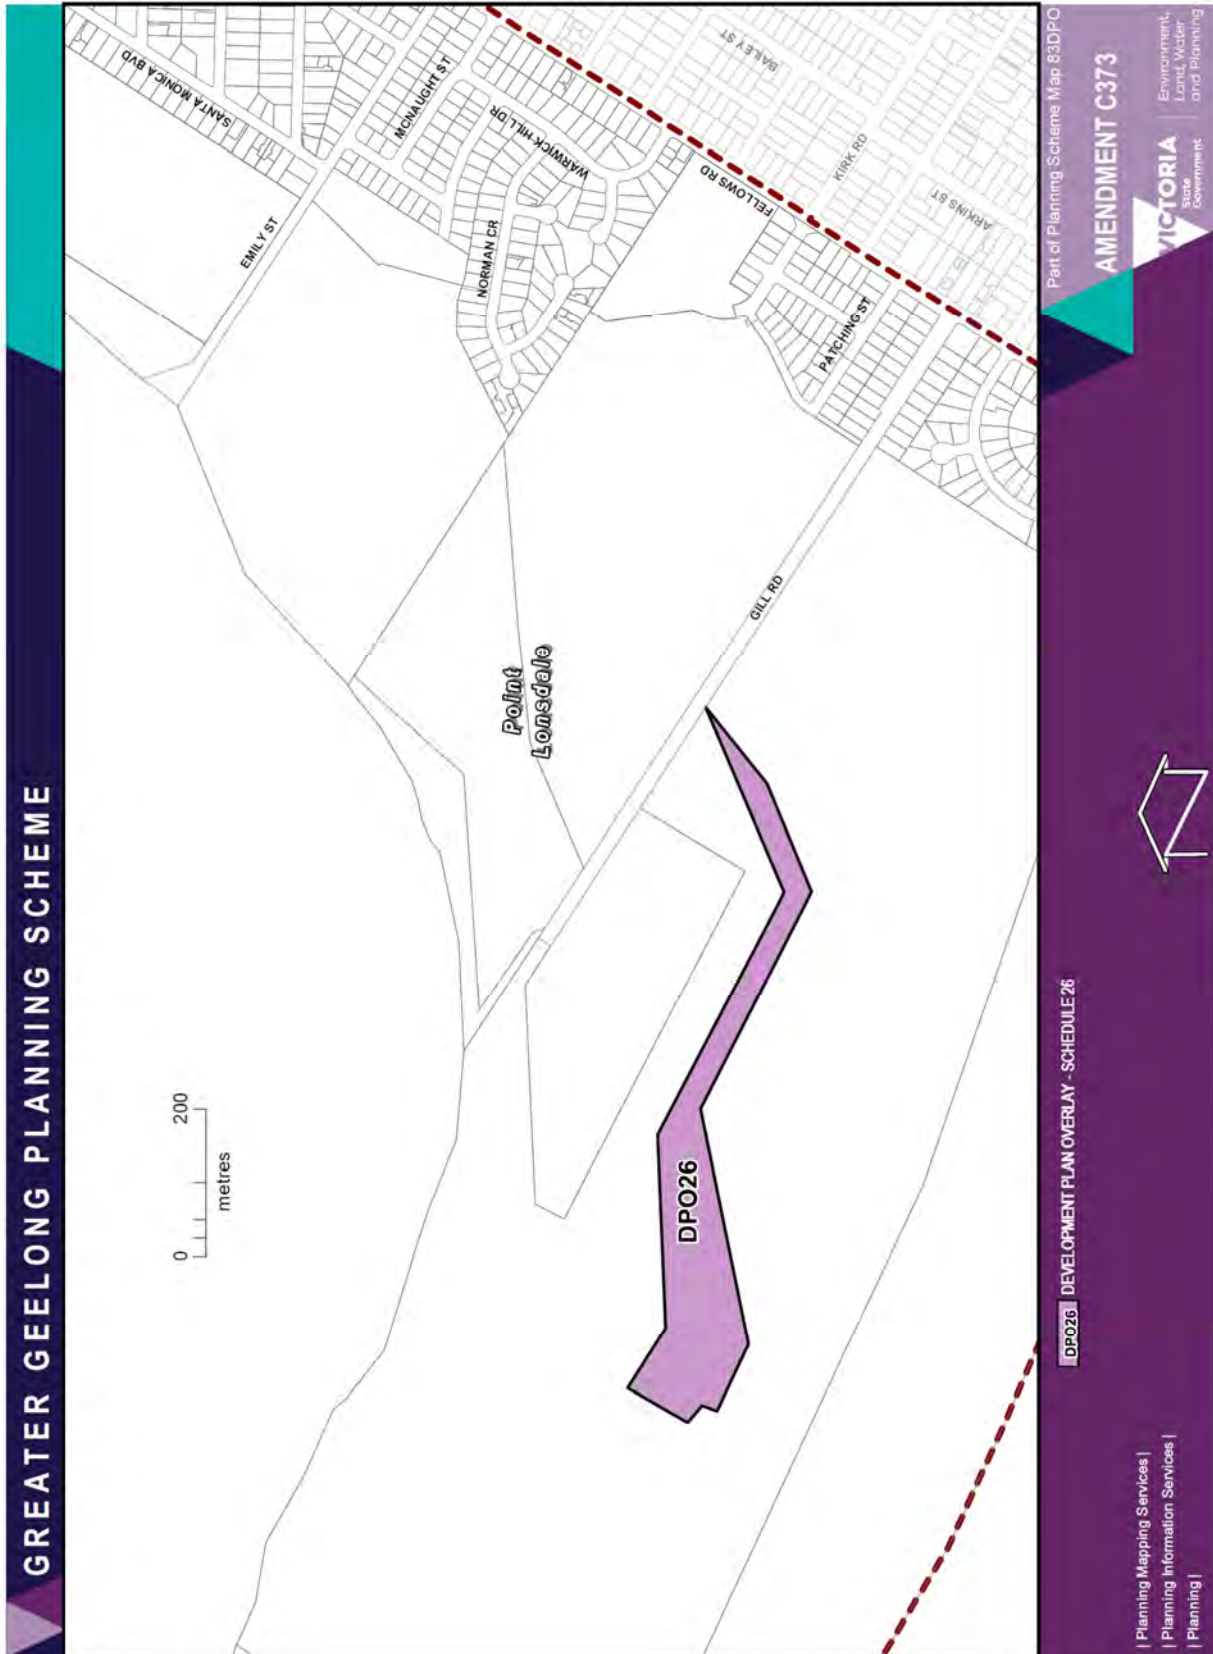 GREATER GEELONG PLANNING SCHEME
SANTA MONICA BVD
EMILY ST
MCNAUGHT ST
WARWICK HILL DR
NORMAN CR
BAILEY ST
FELLOWS RD
KIRK RD
ARKINS ST
PATCHING ST
GILL RD
Point
Lonsdale
0 200
metres
DPO26
DPO26 DEVELOPMENT PLAN OVERLAY - SCHEDULE 26
Part of Planning Scheme Map 83DPO
AMENDMENT C373
VICTORIA
State
Government
Environment,
Land, Water
and Planning
| Planning Mapping Services |
| Planning Information Services |
| Planning |